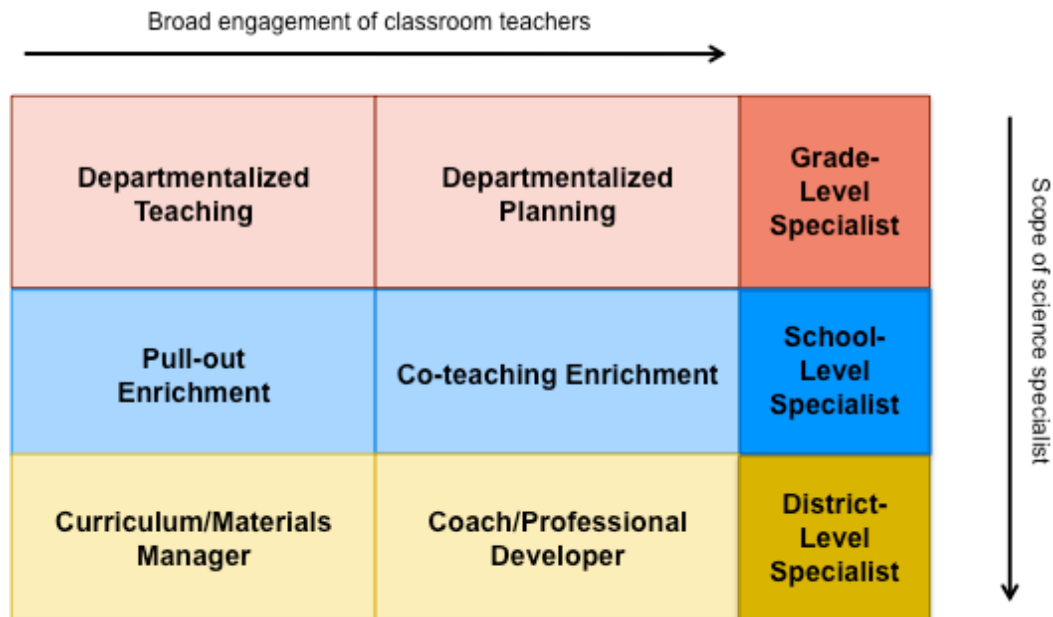 Broad engagement of classroom teachers
Departmentalized
Teaching
Departmentalized
Planning
Grade-
Level
Specialist
Pull-out
Enrichment
Co-teaching Enrichment
School-
Level
Specialist
Curriculum/Materials
Manager
Coach/Professional
Developer
District-
Level
Specialist
Scope of science specialist